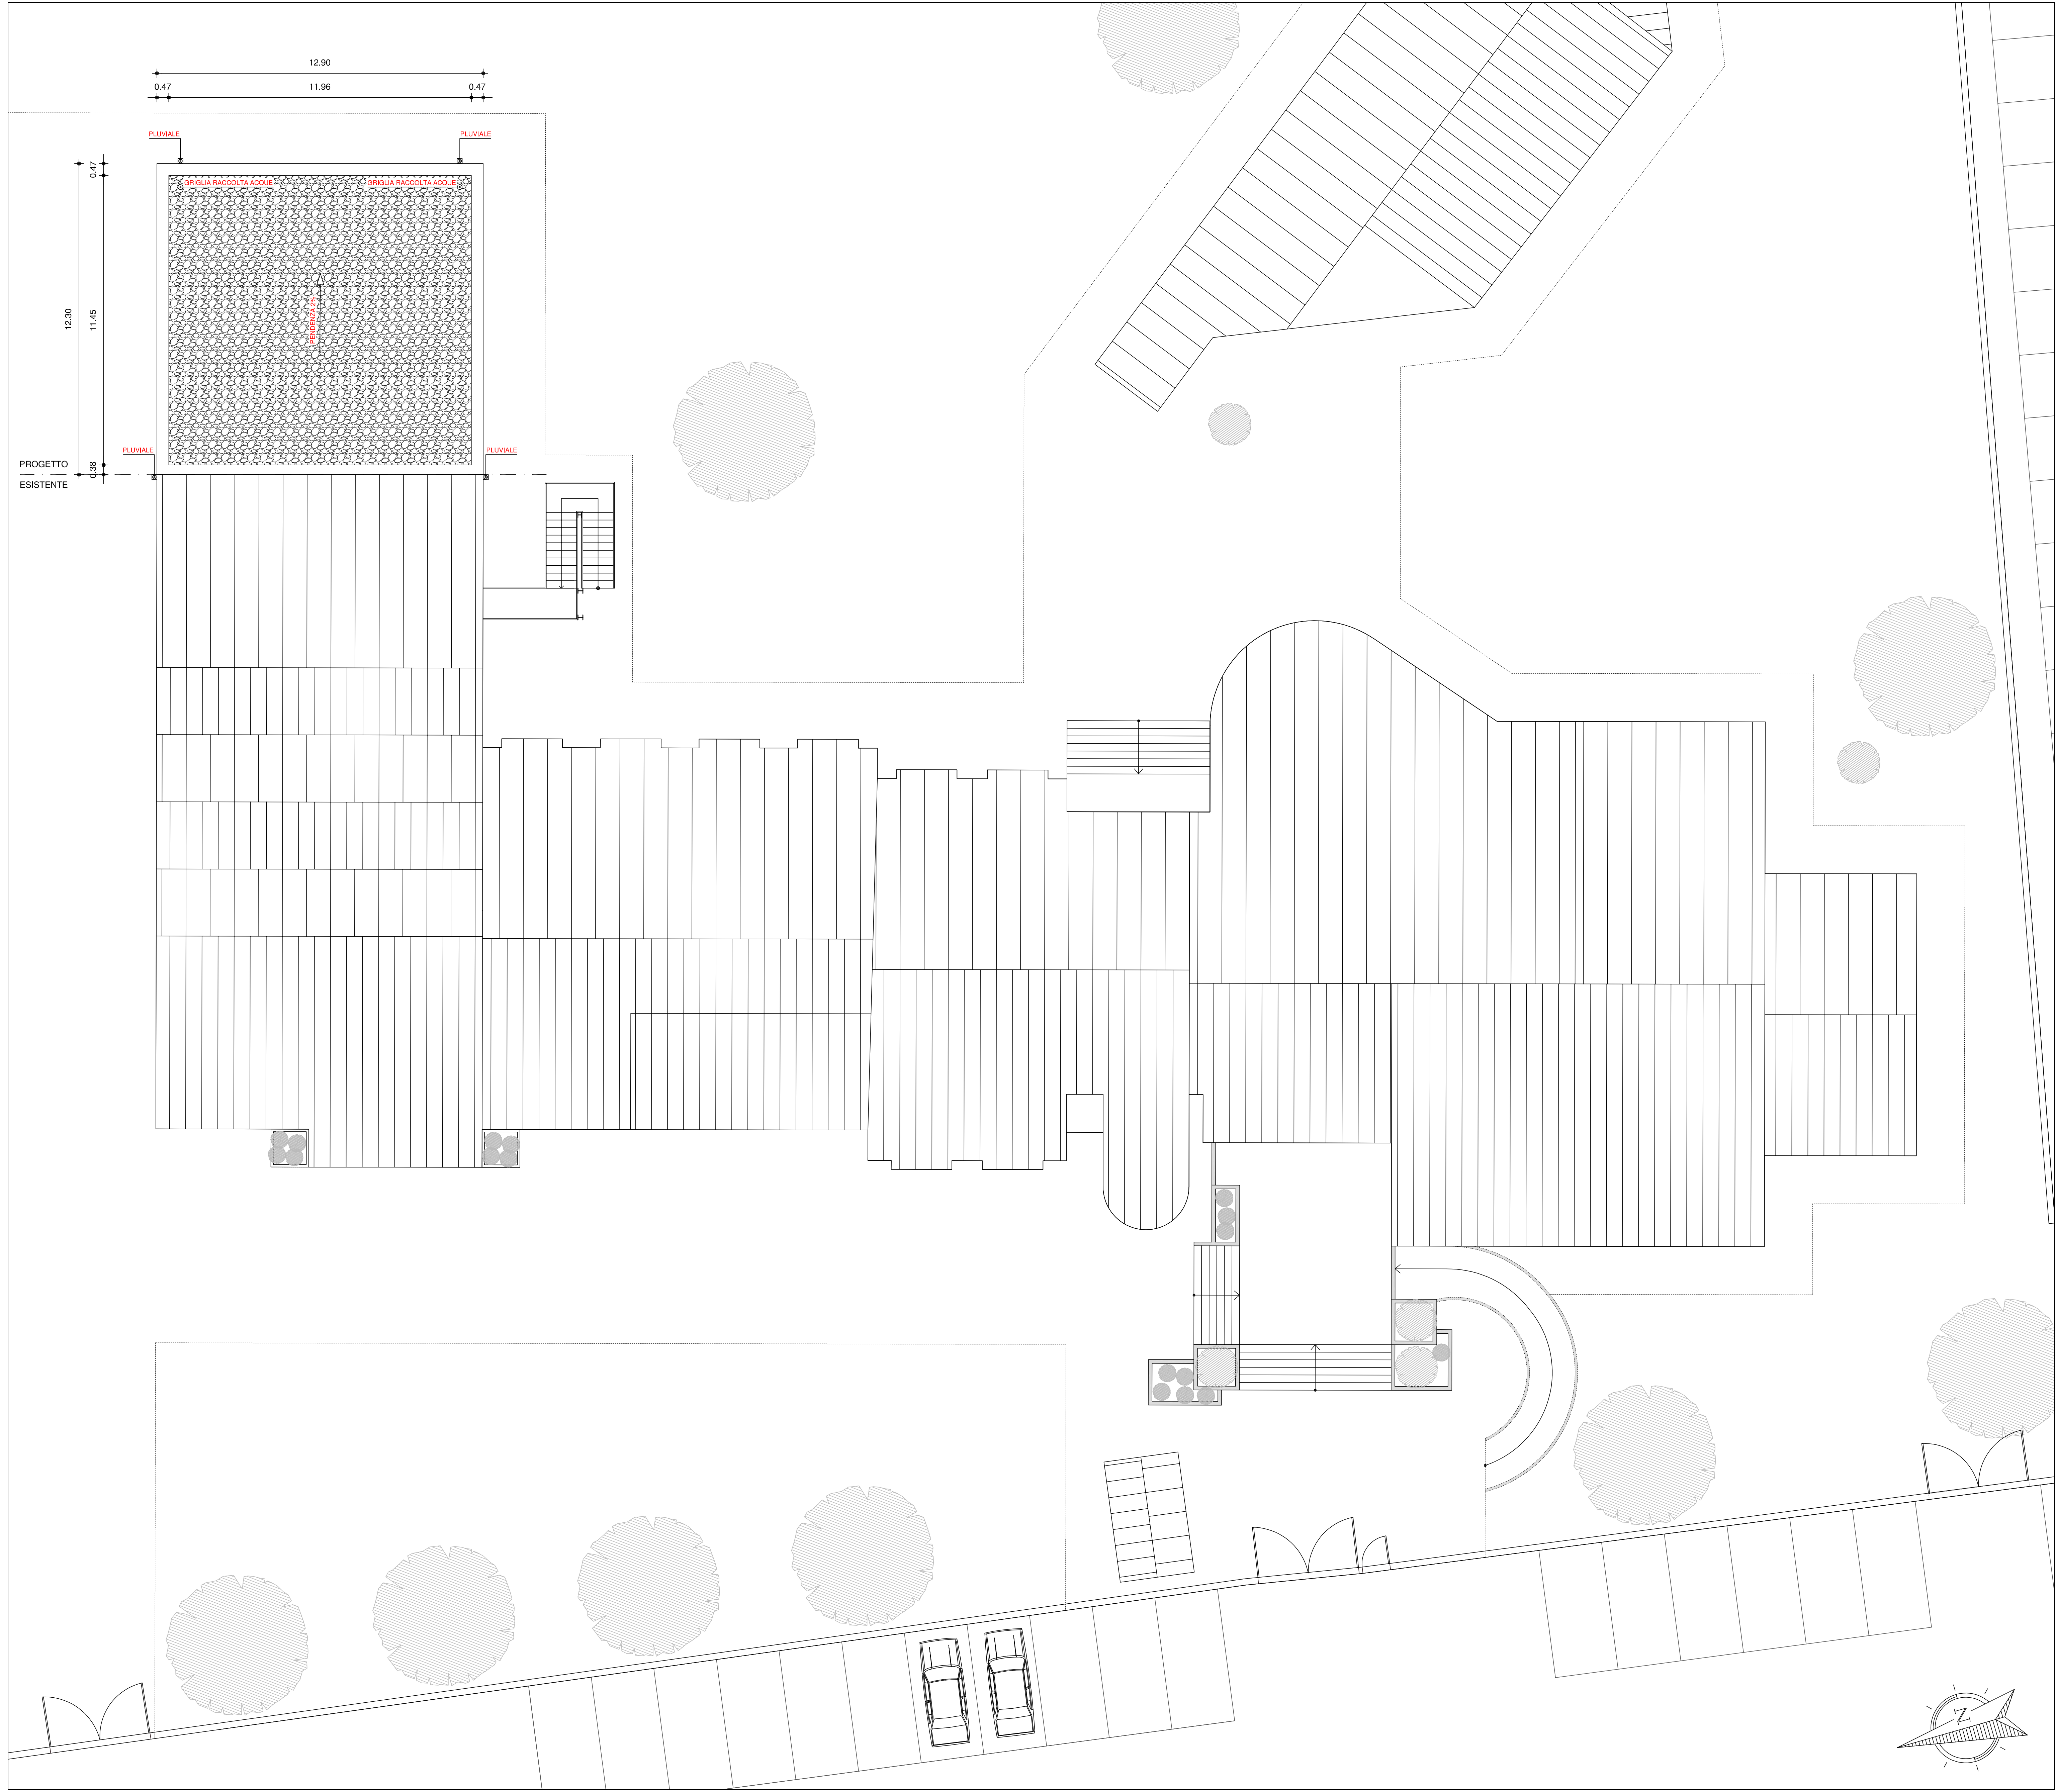 12.90
0.47 11.96 0.47
PLUVIALE PLUVIALE
0.47
GRIGLIA RACCOLTA ACQUE GRIGLIA RACCOLTA ACQUE
12.30
11.45
PENDENZA 2%
PLUVIALE PLUVIALE
0.38
PROGETTO
ESISTENTE
N